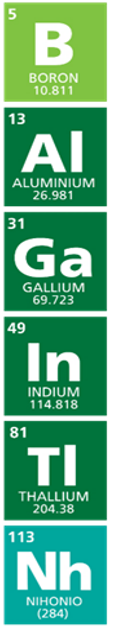 5
B
BORON
10.811
13
Al
ALUMINIUM
26.981
31
Ga
GALLIUM
69.723
49
In
INDIUM
114.818
81
Tl
THALLIUM
204.38
113
Nh
NIHONIO
(284)